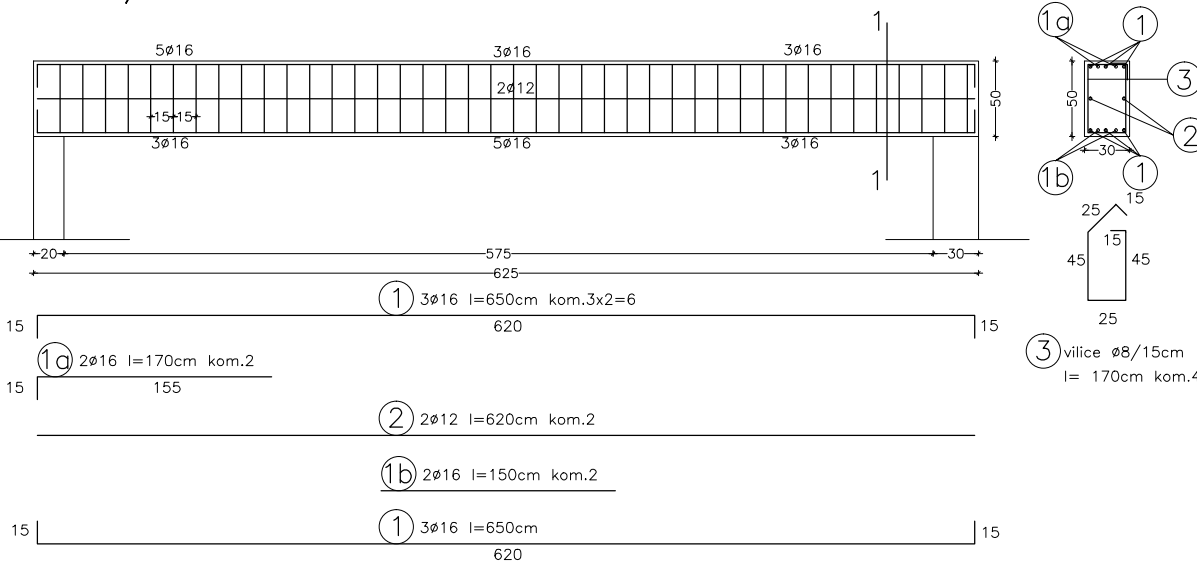 1
1a
1
5ø16
3ø16
3ø16
2ø12
50
50
3
15
15
2
3ø16
5ø16
3ø16
30
1
1b
1
15
25
15
45
45
20
575
30
625
25
1 3ø16 l=650cm kom.3x2=6
15
620
15
3 vilice ø8/15cm
l= 170cm kom.4
1a 2ø16 l=170cm kom.2
15
155
2 2ø12 l=620cm kom.2
1b 2ø16 l=150cm kom.2
1 3ø16 l=650cm
15
620
15